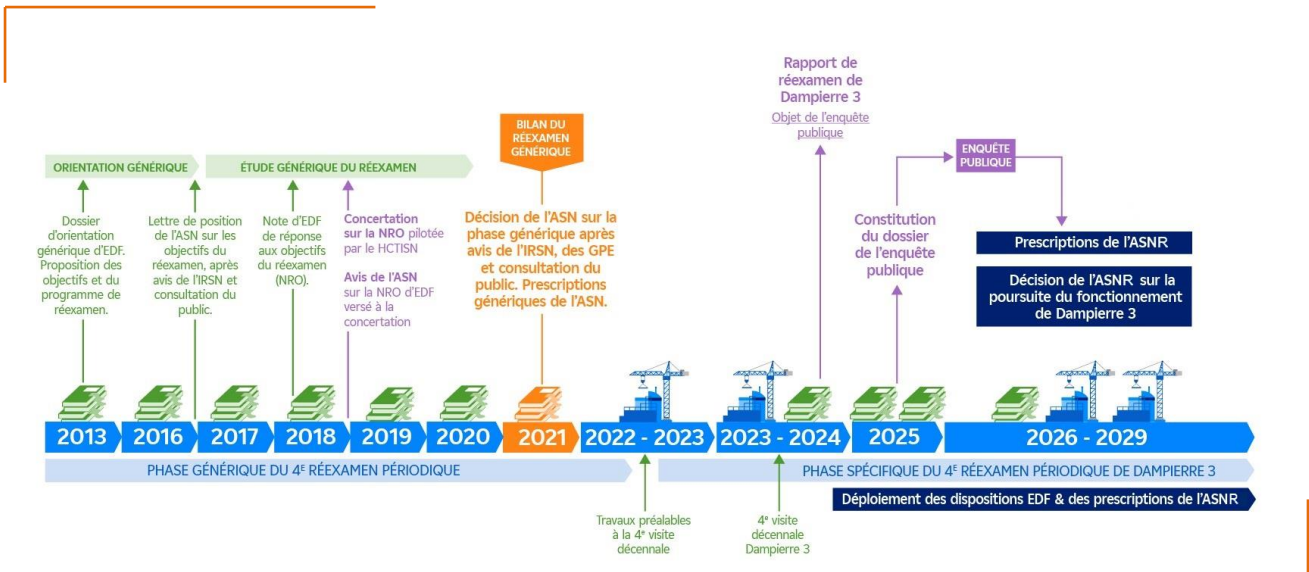 ORIENTATION GÉNÉRIQUE
ÉTUDE GÉNÉRIQUE DU RÉEXAMEN
BILAN DU
RÉEXAMEN
GÉNÉRIQUE
Rapport de
réexamen de
Dampierre 3
Objet de l'enquête
publique
ENQUÊTE
PUBLIQUE
Dossier
d'orientation
générique d'EDF.
Proposition des
objectifs et du
programme de
réexamen.
Lettre de position
de l'ASN sur les
objectifs du
réexamen, après
avis de l'IRSN et
consultation du
public.
Note d'EDF
de réponse
aux objectifs
du réexamen
(NRO).
Concertation
sur la NRO pilotée
par le HCTISN
Avis de l'ASN
sur la NRO d'EDF
versé à la
concertation
Décision de l'ASN sur la
phase générique après
avis de l'IRSN, des GPE
et consultation du
public. Prescriptions
génériques de l'ASN.
Constitution
du dossier
de l'enquête
publique
Prescriptions de l'ASNR
Décision de l'ASNR sur la
poursuite du fonctionnement
de Dampierre 3
2013
2016
2017
2018
2019
2020
2021
2022 - 2023
2023 - 2024
2025
2026 - 2029
PHASE GÉNÉRIQUE DU 4E RÉEXAMEN PÉRIODIQUE
PHASE SPÉCIFIQUE DU 4E RÉEXAMEN PÉRIODIQUE DE DAMPIERRE 3
Déploiement des dispositions EDF & des prescriptions de l'ASNR
Travaux préalables
à la 4e visite
décennale
4e visite
décennale
Dampierre 3